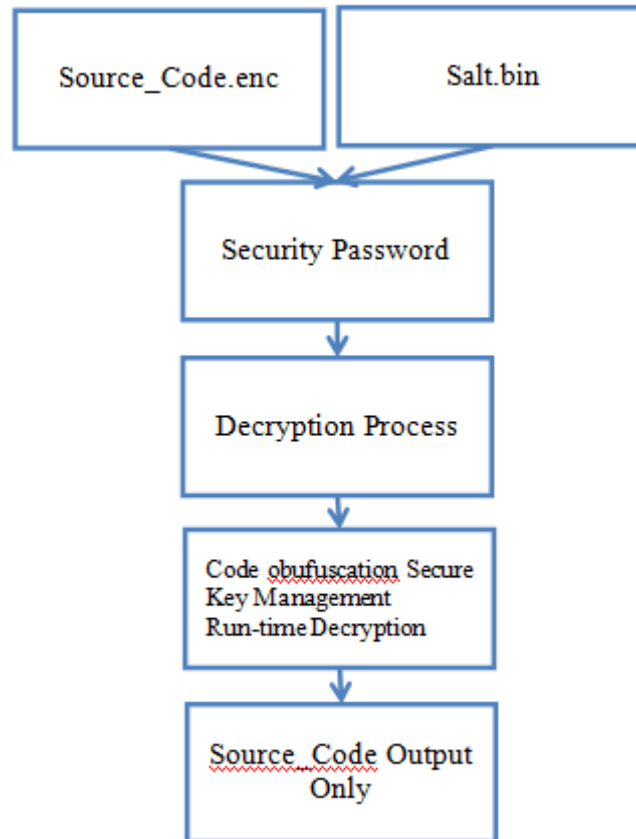 Source_Code.enc
Salt.bin
Security Password
Decryption Process
Code obufuscation Secure
Key Management
Run-time Decryption
Source_Code Output
Only